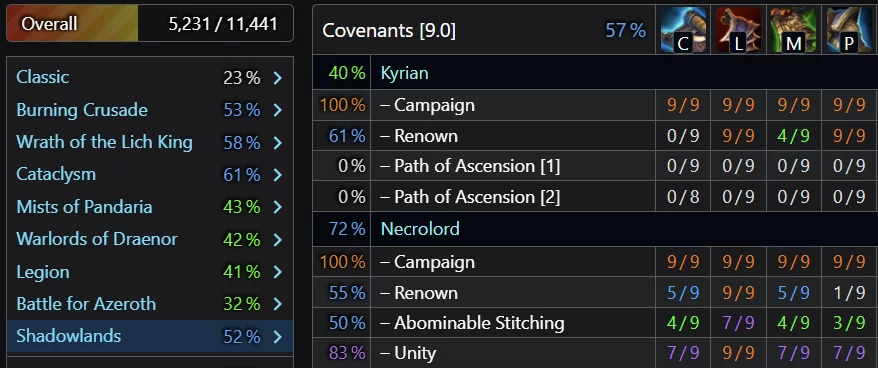 Overall 5,231 / 11,441
Classic 23 %
Burning Crusade 53 %
Wrath of the Lich King 58 %
Cataclysm 61 %
Mists of Pandaria 43 %
Warlords of Draenor 42 %
Legion 41 %
Battle for Azeroth 32 %
Shadowlands 52 %
Covenants [9.0] 57 % C L M P
40 % Kyrian
100 % – Campaign 9 / 9 9 / 9 9 / 9 9 / 9
61 % – Renown 0 / 9 9 / 9 4 / 9 9 / 9
0 % – Path of Ascension [1] 0 / 9 0 / 9 0 / 9 0 / 9
0 % – Path of Ascension [2] 0 / 8 0 / 9 0 / 9 0 / 9
72 % Necrolord
100 % – Campaign 9 / 9 9 / 9 9 / 9 9 / 9
55 % – Renown 5 / 9 9 / 9 5 / 9 1 / 9
50 % – Abominable Stitching 4 / 9 7 / 9 4 / 9 3 / 9
83 % – Unity 7 / 9 9 / 9 7 / 9 7 / 9